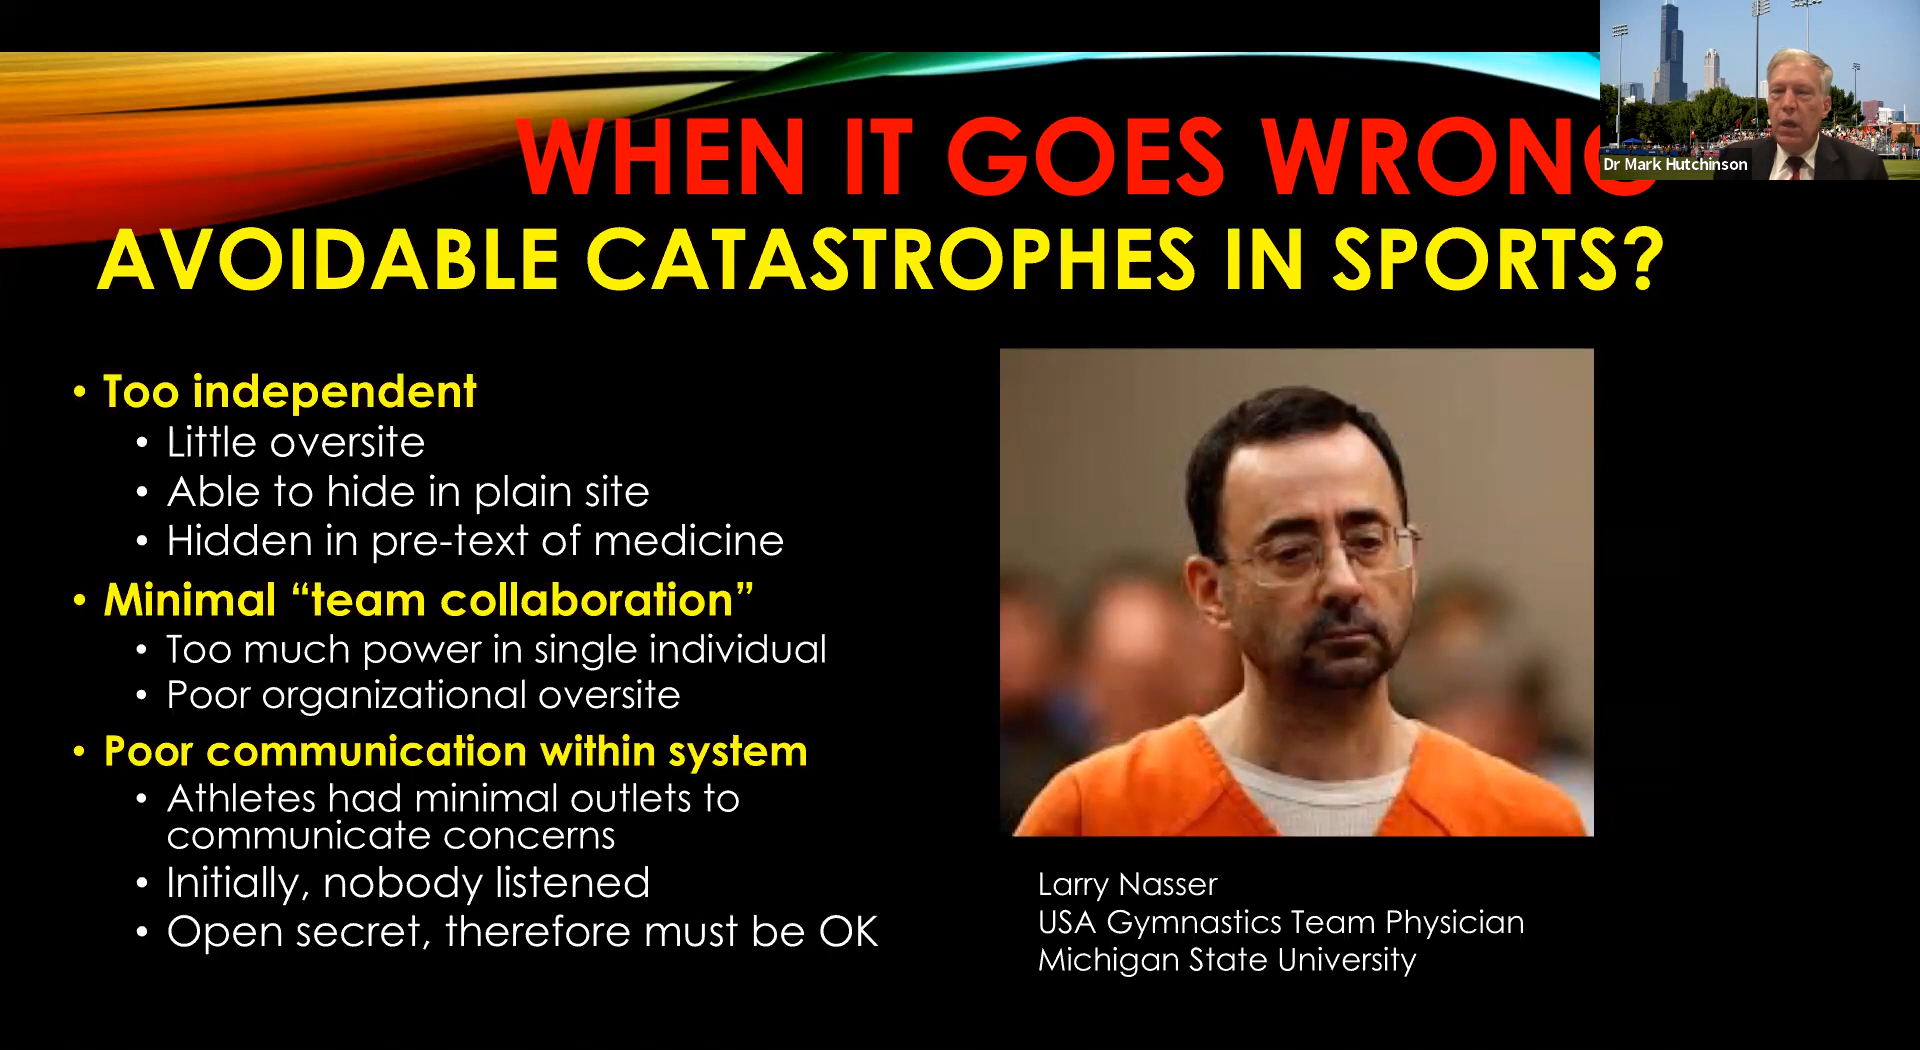 WHEN IT GOES WRONG
Dr Mark Hutchinson
AVOIDABLE CATASTROPHES IN SPORTS?
• Too independent
• Little oversite
• Able to hide in plain site
• Hidden in pre-text of medicine
• Minimal “team collaboration”
• Too much power in single individual
• Poor organizational oversite
• Poor communication within system
• Athletes had minimal outlets to
communicate concerns
• Initially, nobody listened
• Open secret, therefore must be OK
Larry Nasser
USA Gymnastics Team Physician
Michigan State University